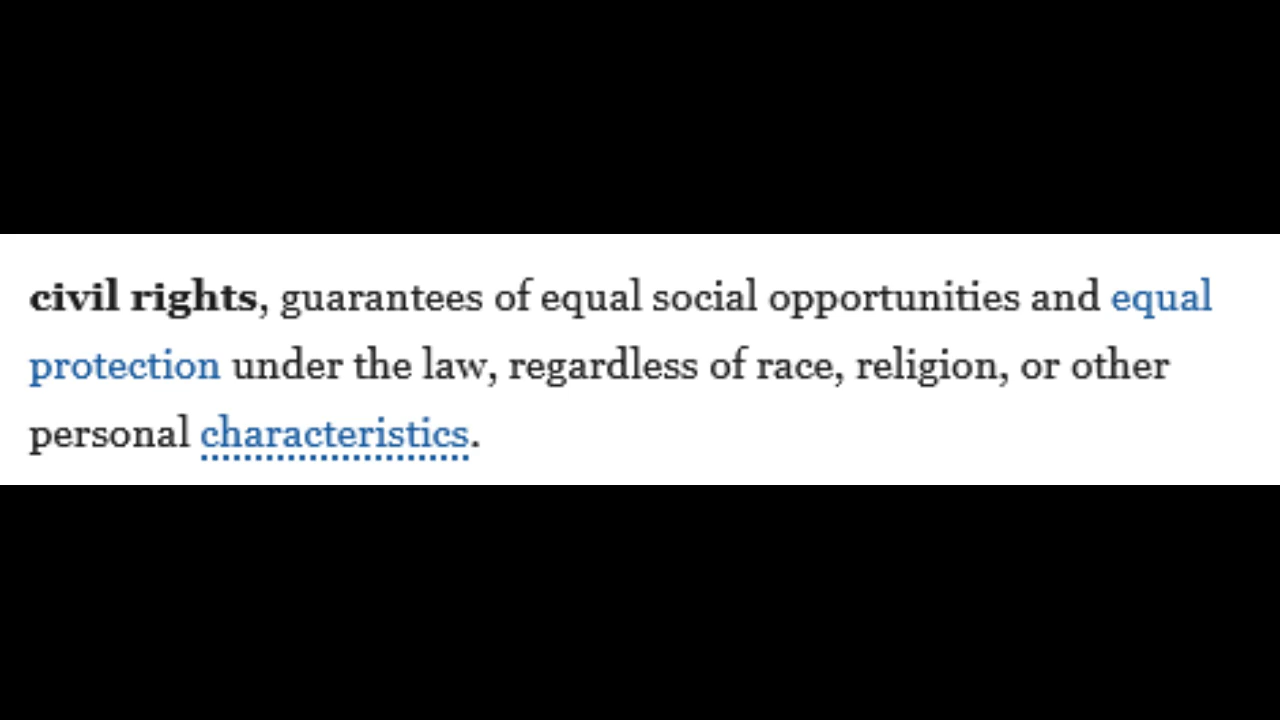 civil rights, guarantees of equal social opportunities and equal
protection under the law, regardless of race, religion, or other
personal characteristics.